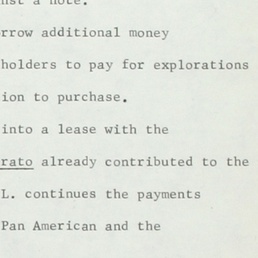 nst a note.
rrow additional money
holders to pay for explorations
ion to purchase.
into a lease with the
rato already contributed to the
L. continues the payments
Pan American and the